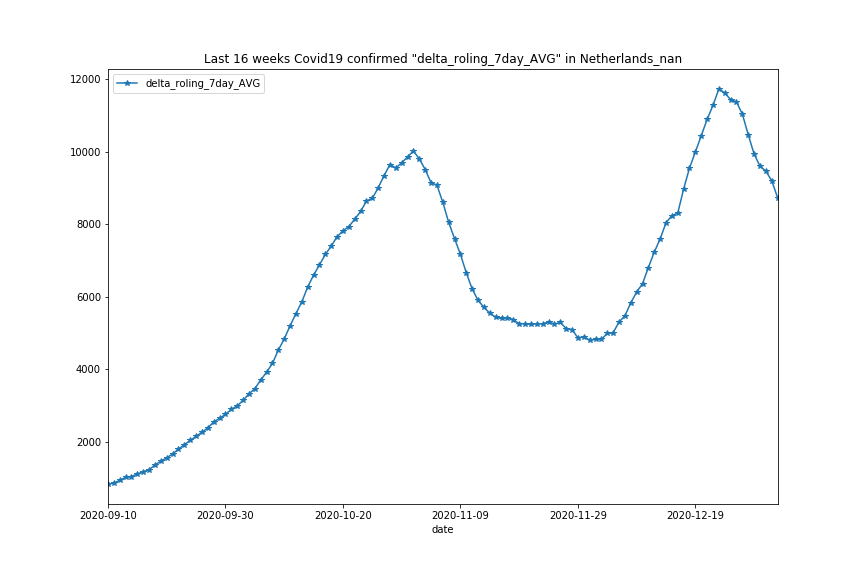 Last 16 weeks Covid19 confirmed "delta_roling_7day_AVG" in Netherlands_nan
delta_roling_7day_AVG
12000
10000
8000
6000
4000
2000
2020-09-10 2020-09-30 2020-10-20 2020-11-09 2020-11-29 2020-12-19
date